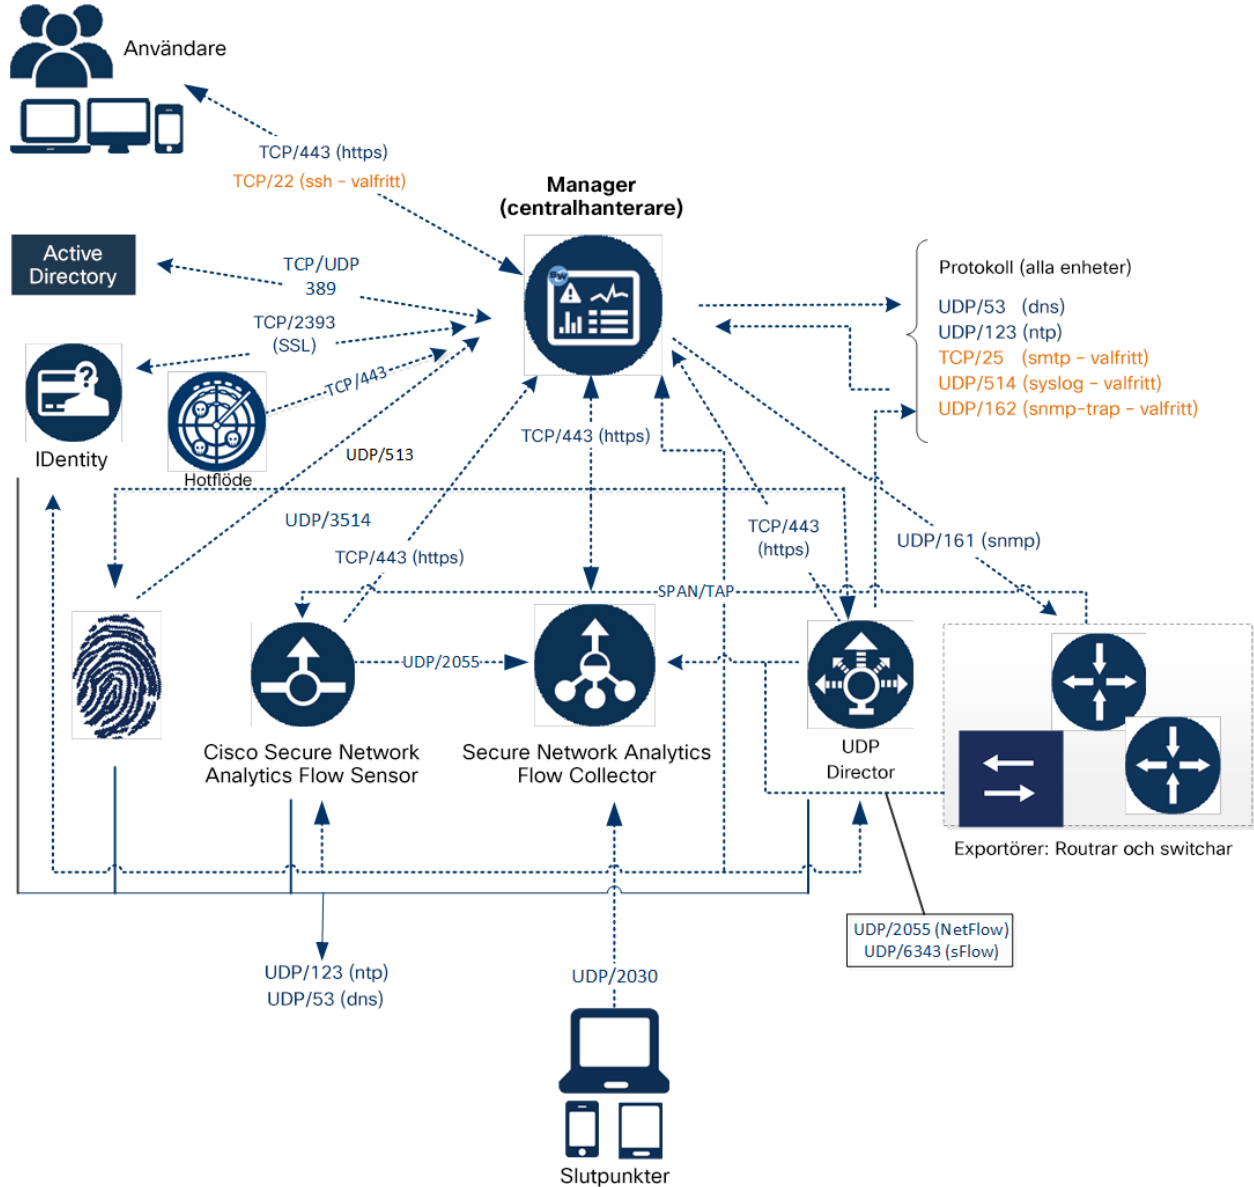 Användare
TCP/443 (https)
TCP/22 (ssh - valfritt)
Manager
(centralhanterare)
SW
Active
Directory
TCP/UDP
389
TCP/2393
(SSL)
TCP/443
IDentity
Hotflöde
UDP/513
UDP/3514
TCP/443 (https)
TCP/443 (https)
TCP/443
(https)
UDP/161 (snmp)
Protokoll (alla enheter)
UDP/53 (dns)
UDP/123 (ntp)
TCP/25 (smtp - valfritt)
UDP/514 (syslog - valfritt)
UDP/162 (snmp-trap - valfritt)
SPAN/TAP
UDP/2055
Cisco Secure Network
Analytics Flow Sensor
Secure Network Analytics
Flow Collector
UDP
Director
Exportörer: Routrar och switchar
UDP/2055 (NetFlow)
UDP/6343 (sFlow)
UDP/123 (ntp)
UDP/53 (dns)
UDP/2030
Slutpunkter